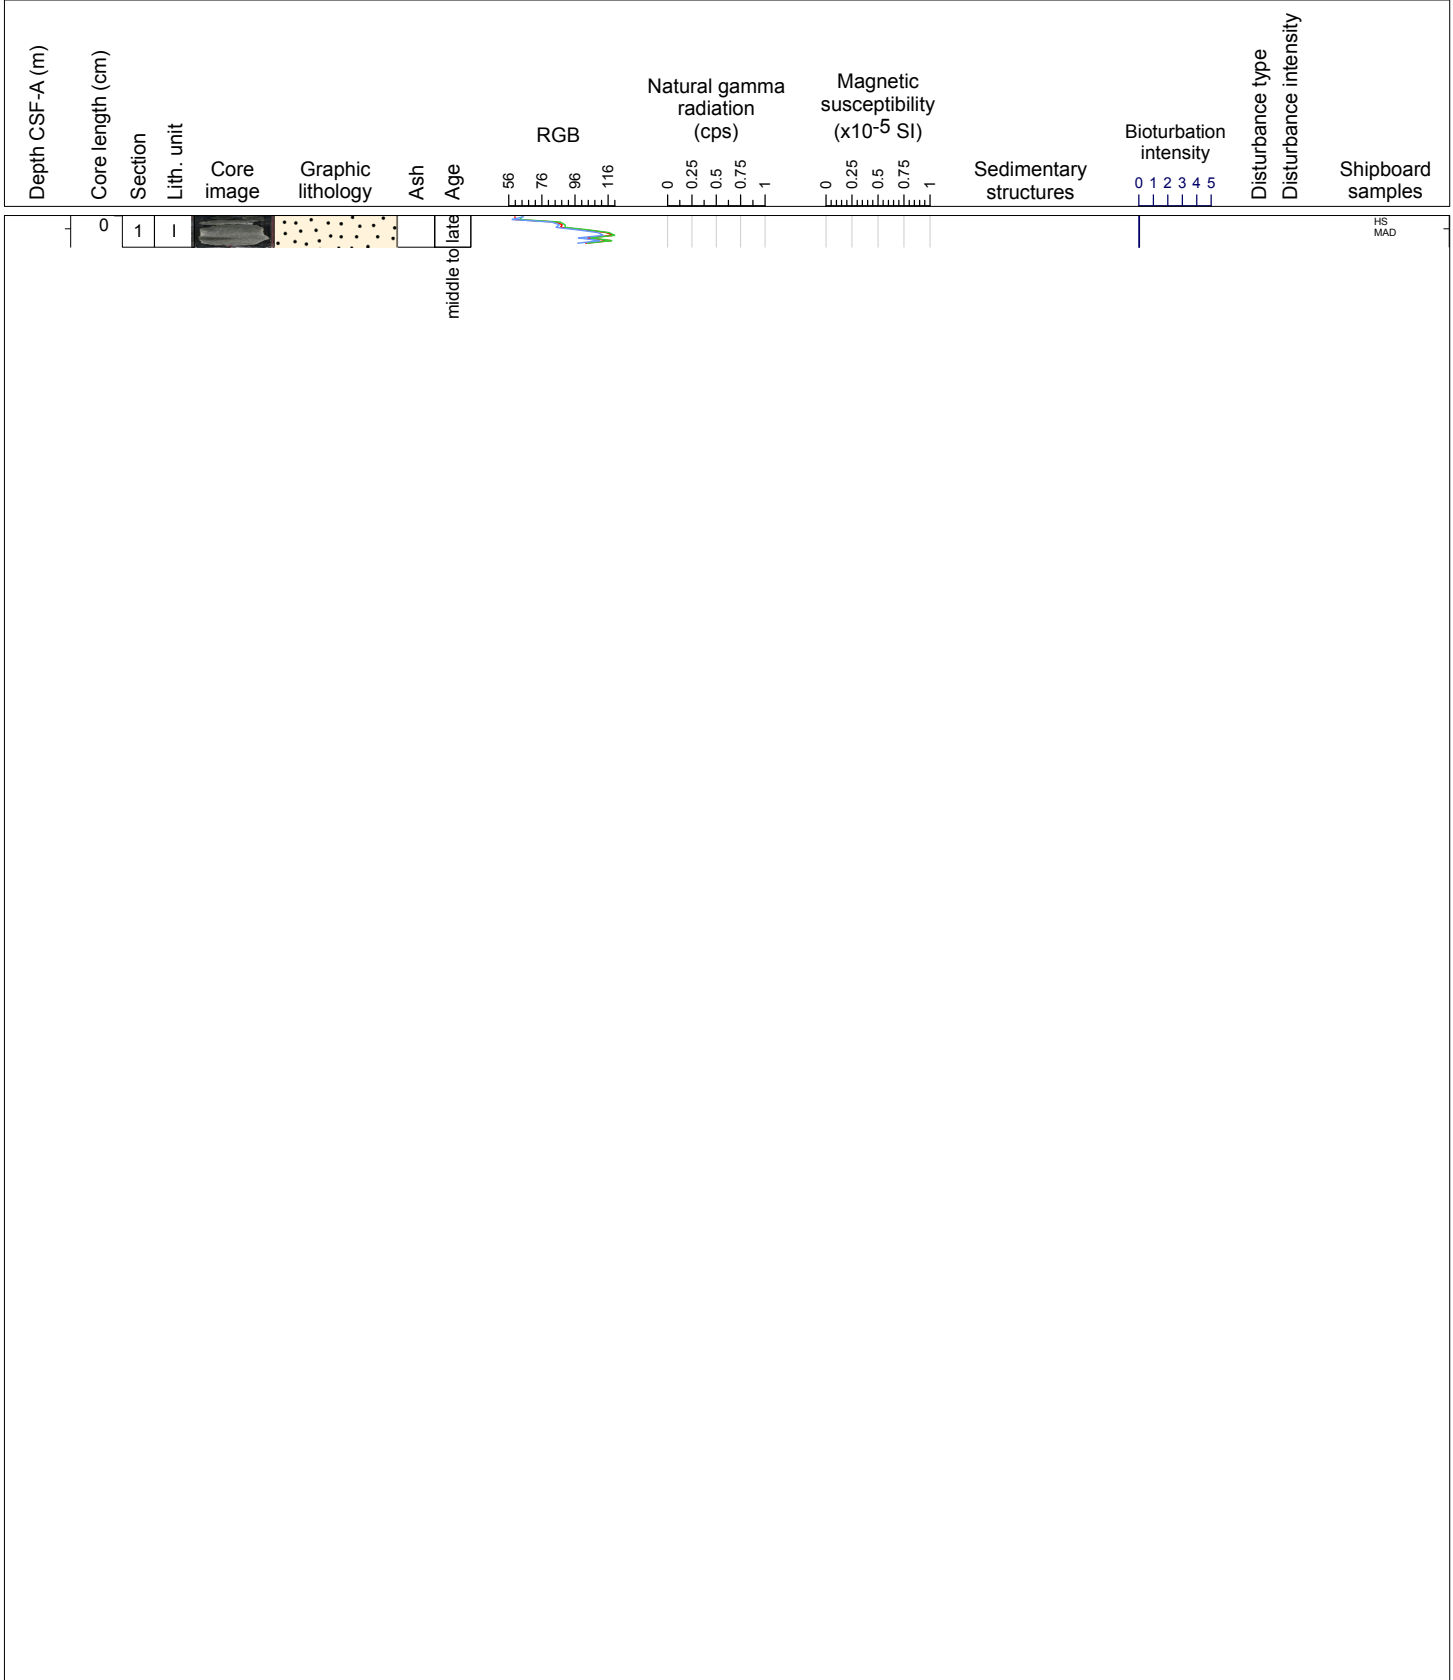 Depth CSF-A (m)
Core length (cm)
Section
Lith. unit
Core
image
Graphic
lithology
Ash
Age
RGB
56 76 96 116
Natural gamma
radiation
(cps)
0 0.25 0.5 0.75 1
Magnetic
susceptibility
(x10-5 SI)
0 0.25 0.5 0.75 1
Sedimentary
structures
Bioturbation
intensity
0 1 2 3 4 5
Disturbance type
Disturbance intensity
Shipboard
samples
0
1
I
middle to late
HS
MAD